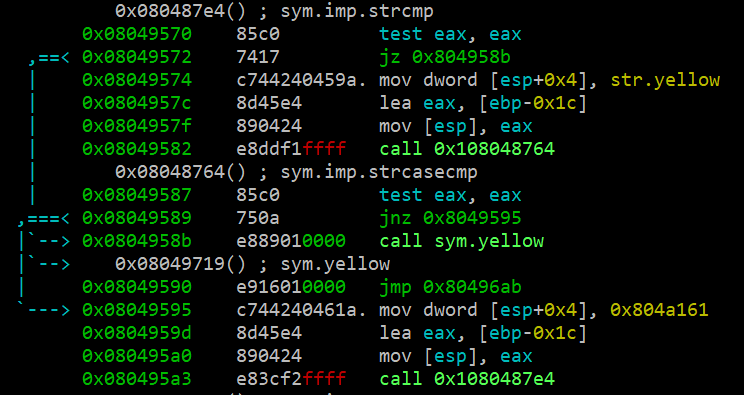 0x080487e4() ; sym.imp.strcmp
0x08049570 85c0 test eax, eax
,==< 0x08049572 7417 jz 0x804958b
| 0x08049574 c744240459a. mov dword [esp+0x4], str.yellow
| 0x0804957c 8d45e4 lea eax, [ebp-0x1c]
| 0x0804957f 890424 mov [esp], eax
| 0x08049582 e8ddf1ffff call 0x108048764
| 0x08048764() ; sym.imp.strcasecmp
| 0x08049587 85c0 test eax, eax
,===< 0x08049589 750a jnz 0x8049595
|`--> 0x0804958b e889010000 call sym.yellow
|`--> 0x08049719() ; sym.yellow
| 0x08049590 e916010000 jmp 0x80496ab
`---> 0x08049595 c744240461a. mov dword [esp+0x4], 0x804a161
0x0804959d 8d45e4 lea eax, [ebp-0x1c]
0x080495a0 890424 mov [esp], eax
0x080495a3 e83cf2ffff call 0x1080487e4